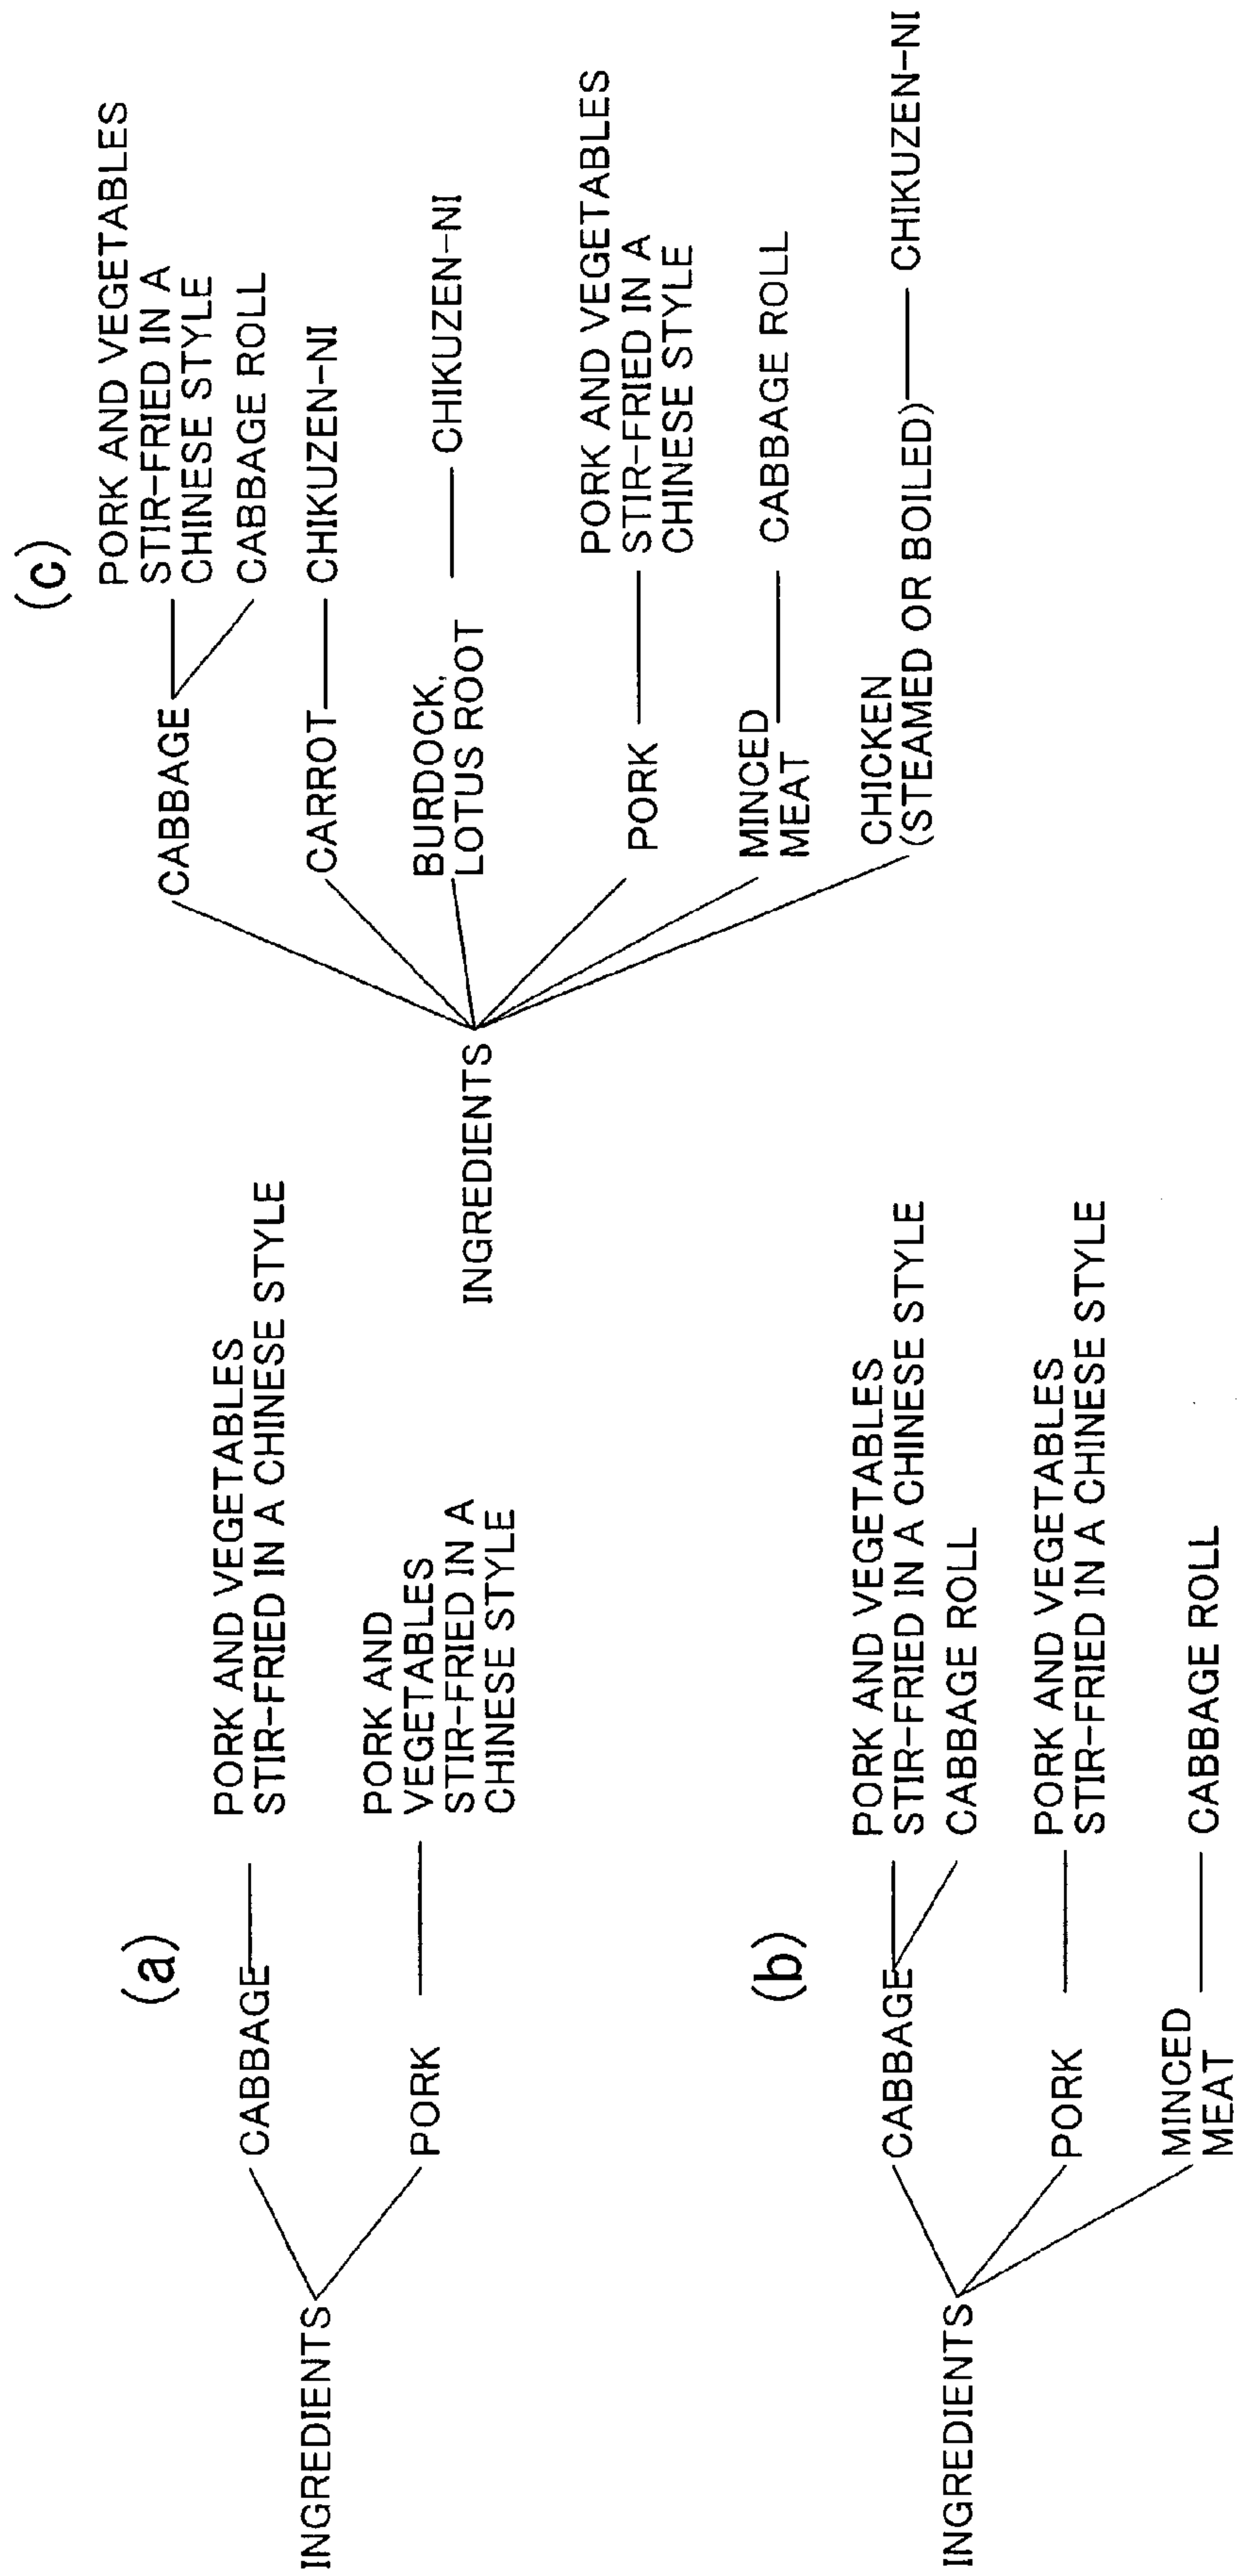 (a)
INGREDIENTS
CABBAGE
PORK AND VEGETABLES
STIR-FRIED IN A CHINESE STYLE
PORK
PORK AND
VEGETABLES
STIR-FRIED IN A
CHINESE STYLE
(b)
INGREDIENTS
CABBAGE
PORK AND VEGETABLES
STIR-FRIED IN A CHINESE STYLE
CABBAGE ROLL
PORK
PORK AND VEGETABLES
STIR-FRIED IN A CHINESE STYLE
MINCED
MEAT
CABBAGE ROLL
(c)
INGREDIENTS
CABBAGE
PORK AND VEGETABLES
STIR-FRIED IN A
CHINESE STYLE
CABBAGE ROLL
CARROT
CHIKUZEN-NI
BURDOCK,
LOTUS ROOT
CHIKUZEN-NI
PORK
PORK AND VEGETABLES
STIR-FRIED IN A
CHINESE STYLE
MINCED
MEAT
CABBAGE ROLL
CHICKEN
(STEAMED OR BOILED)
CHIKUZEN-NI